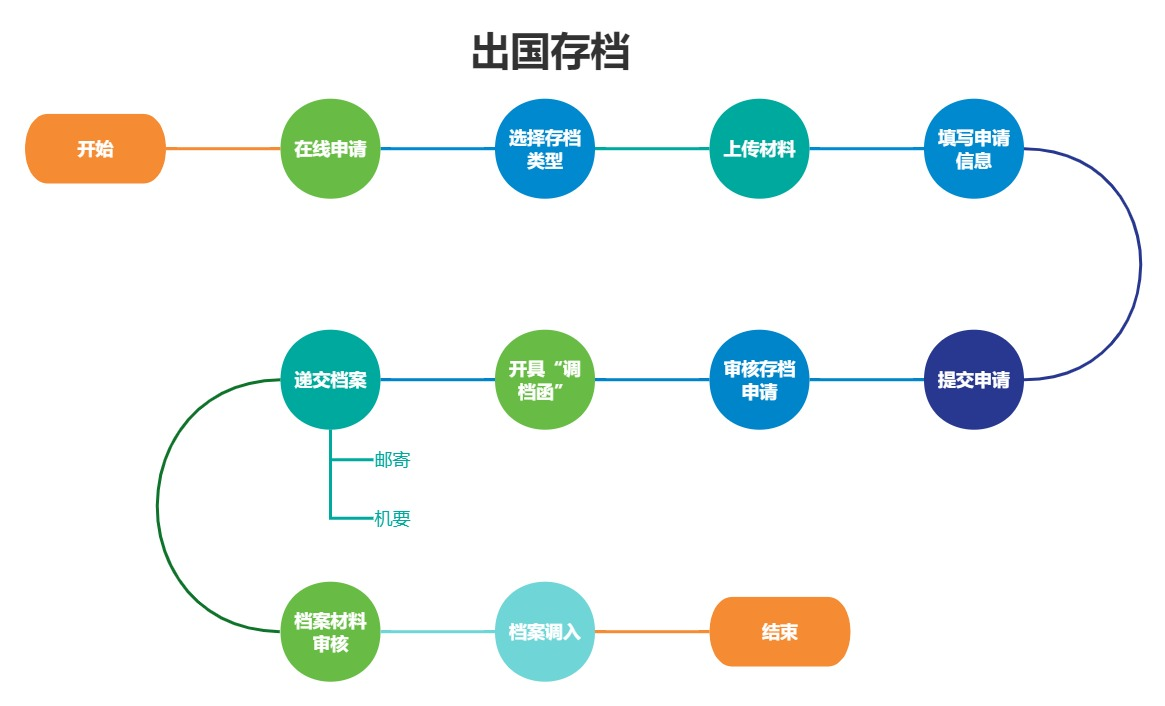 出国存档
开始
在线申请
选择存档
类型
上传材料
填写申请
信息
提交申请
审核存档
申请
开具“调
档函”
递交档案
邮寄
机要
档案材料
审核
档案调入
结束